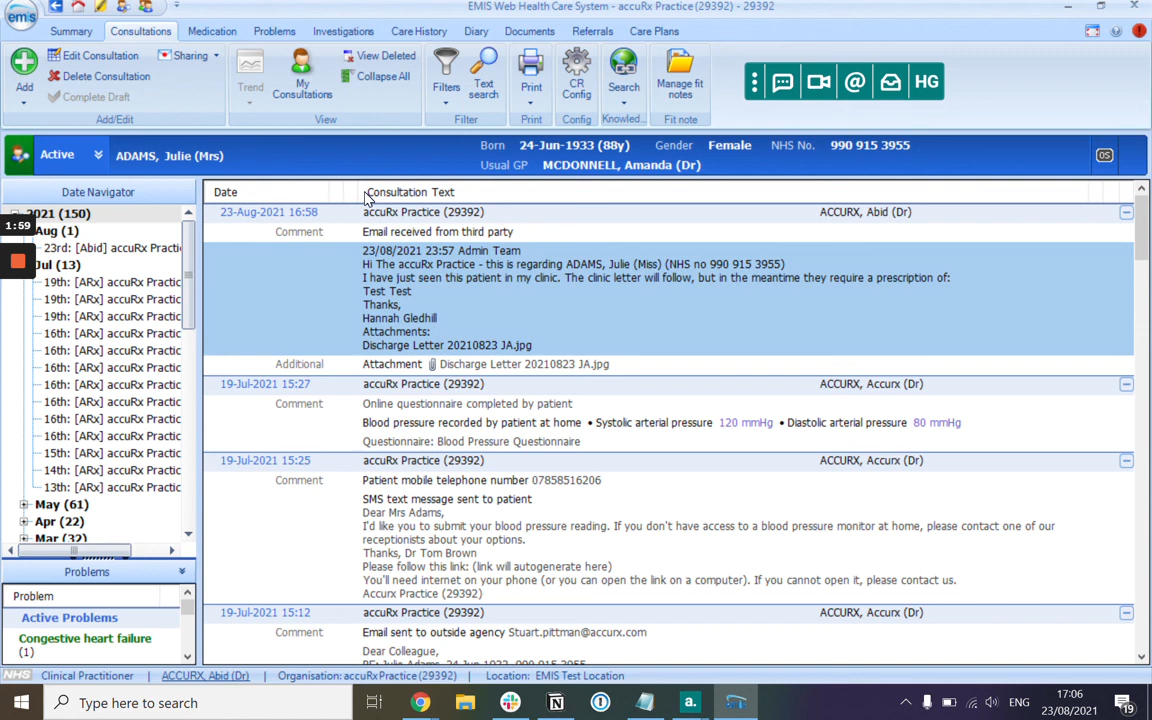 EMIS Web Health Care System - accuRx Practice (29392) - 29392
emis
Summary Consultations Medication Problems Investigations Care History Diary Documents Referrals Care Plans
Add
Edit Consultation
Delete Consultation
Complete Draft
Sharing
Add/Edit
Trend
My Consultations
View Deleted
Collapse All
View
Filters
Text search
Filter
Print
Print
CR Config
Config
Search
Knowled...
Manage fit notes
Fit note
HG
Active ADAMS, Julie (Mrs)
Born 24-Jun-1933 (88y) Gender Female NHS No. 990 915 3955
Usual GP MCDONNELL, Amanda (Dr)
OS
Date Navigator
2021 (150)
1:59
Aug (1)
23rd: [Abid] accuRx Practi
Jul (13)
19th: [ARx] accuRx Practic
19th: [ARx] accuRx Practic
19th: [ARx] accuRx Practic
16th: [ARx] accuRx Practic
16th: [ARx] accuRx Practic
16th: [ARx] accuRx Practic
16th: [ARx] accuRx Practic
16th: [ARx] accuRx Practic
16th: [ARx] accuRx Practic
16th: [ARx] accuRx Practic
15th: [ARx] accuRx Practic
14th: [ARx] accuRx Practic
13th: [ARx] accuRx Practic
May (61)
Apr (22)
Mar (32)
Problems
Problem
Active Problems
Congestive heart failure
(1)
Date Consultation Text
23-Aug-2021 16:58 accuRx Practice (29392) ACCURX, Abid (Dr)
Comment Email received from third party
23/08/2021 23:57 Admin Team
Hi The accuRx Practice - this is regarding ADAMS, Julie (Miss) (NHS no 990 915 3955)
I have just seen this patient in my clinic. The clinic letter will follow, but in the meantime they require a prescription of:
Test Test
Thanks,
Hannah Gledhill
Attachments:
Discharge Letter 20210823 JA.jpg
Additional Attachment Discharge Letter 20210823 JA.jpg
19-Jul-2021 15:27 accuRx Practice (29392) ACCURX, Accurx (Dr)
Comment Online questionnaire completed by patient
Blood pressure recorded by patient at home • Systolic arterial pressure 120 mmHg • Diastolic arterial pressure 80 mmHg
Questionnaire: Blood Pressure Questionnaire
19-Jul-2021 15:25 accuRx Practice (29392) ACCURX, Accurx (Dr)
Comment Patient mobile telephone number 07858516206
SMS text message sent to patient
Dear Mrs Adams,
I'd like you to submit your blood pressure reading. If you don't have access to a blood pressure monitor at home, please contact one of our
receptionists about your options.
Thanks, Dr Tom Brown
Please follow this link: (link will autogenerate here)
You'll need internet on your phone (or you can open the link on a computer). If you cannot open it, please contact us.
Accurx Practice (29392)
19-Jul-2021 15:12 accuRx Practice (29392) ACCURX, Accurx (Dr)
Comment Email sent to outside agency Stuart.pittman@accurx.com
Dear Colleague,
RE: Julie Adams, 24 Jun 1933, 990 915 3955
NHS Clinical Practitioner ACCURX, Abid (Dr) Organisation: accuRx Practice (29392) Location: EMIS Test Location
Type here to search
a.
ENG
17:06
23/08/2021
19